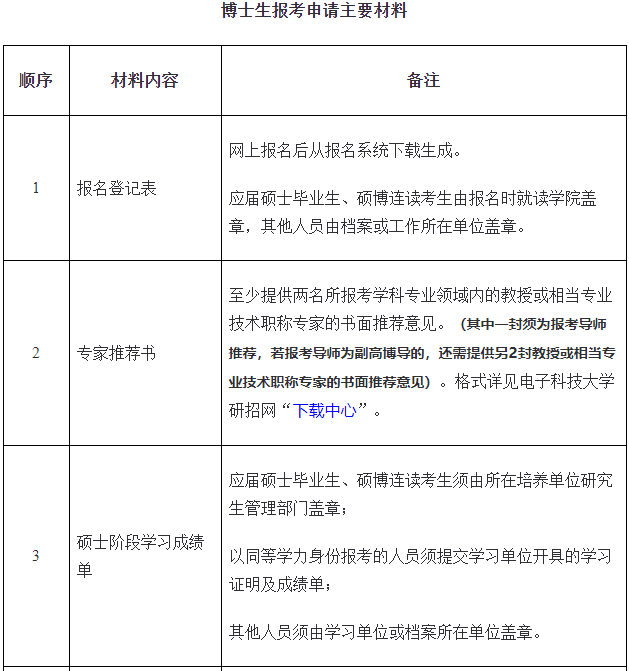 博士生报考申请主要材料
顺序
材料内容
备注
1
报名登记表
网上报名后从报名系统下载生成。
应届硕士毕业生、硕博连读考生由报名时就读学院盖
章，其他人员由档案或工作所在单位盖章。
2
专家推荐书
至少提供两名所报考学科专业领域内的教授或相当专业
技术职称专家的书面推荐意见。（其中一封须为报考导师
推荐，若报考导师为副高博导的，还需提供另2封教授或相当专
业技术职称专家的书面推荐意见）。格式详见电子科技大学
研招网“下载中心”。
3
硕士阶段学习成绩
单
应届硕士毕业生、硕博连读考生须由所在培养单位研究
生管理部门盖章；
以同等学力身份报考的人员须提交学习单位开具的学习
证明及成绩单；
其他人员须由学习单位或档案所在单位盖章。